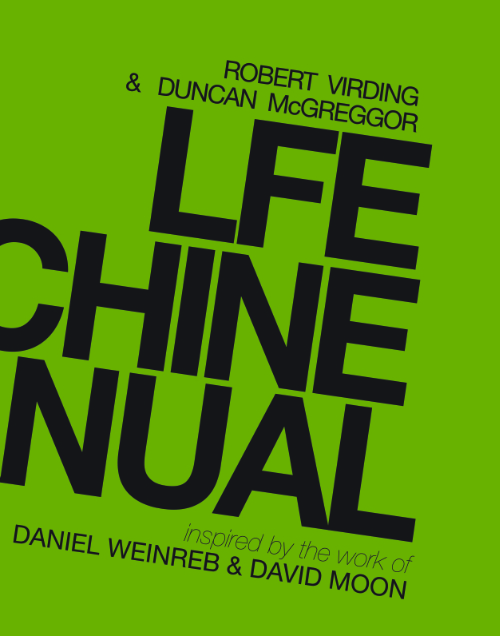 ROBERT VIRDING
& DUNCAN McGREGGOR
LFE
CHINE
NUAL
inspired by the work of
DANIEL WEINREB & DAVID MOON